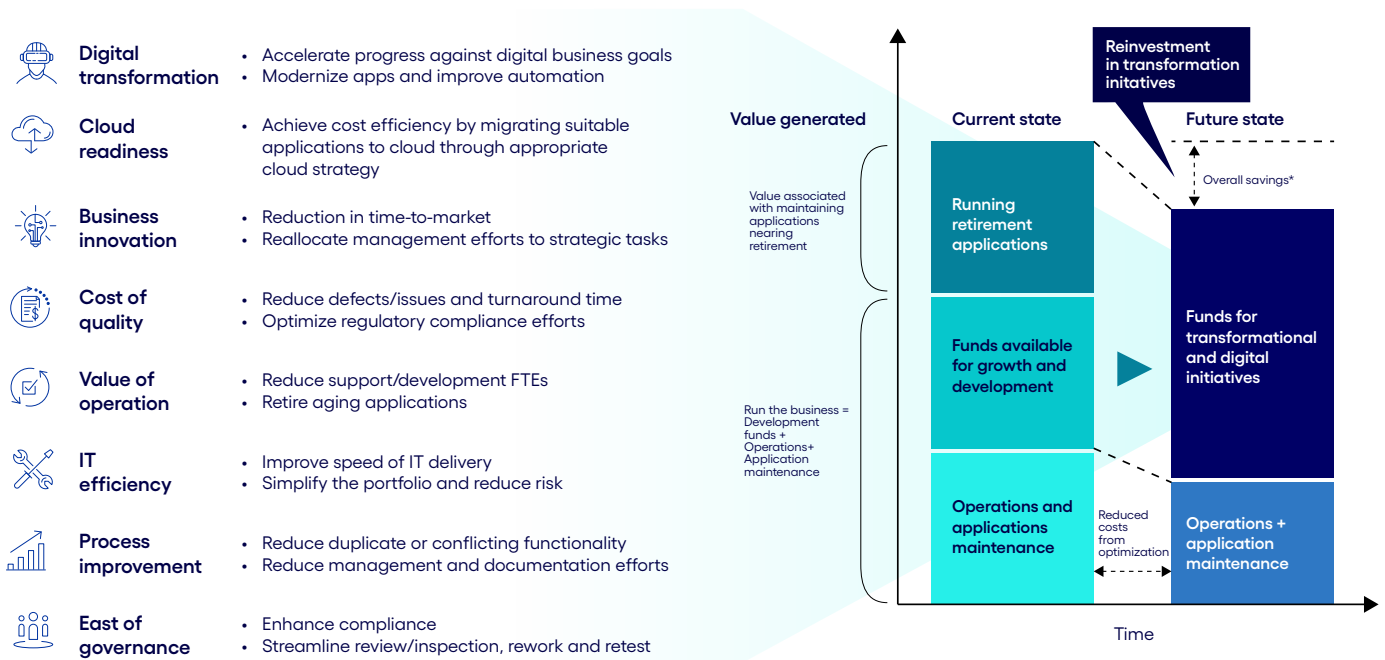 Digital
transformation
• Accelerate progress against digital business goals
• Modernize apps and improve automation
Cloud
readiness
• Achieve cost efficiency by migrating suitable
applications to cloud through appropriate
cloud strategy
Business
innovation
• Reduction in time-to-market
• Reallocate management efforts to strategic tasks
Cost of
quality
• Reduce defects/issues and turnaround time
• Optimize regulatory compliance efforts
Value of
operation
• Reduce support/development FTEs
• Retire aging applications
IT
efficiency
• Improve speed of IT delivery
• Simplify the portfolio and reduce risk
Process
improvement
• Reduce duplicate or conflicting functionality
• Reduce management and documentation efforts
East of
governance
• Enhance compliance
• Streamline review/inspection, rework and retest
Value generated
Value associated
with maintaining
applications
nearing
retirement
Run the business =
Development
funds +
Operations+
Application
maintenance
Current state
Running
retirement
applications
Funds available
for growth and
development
Operations and
applications
maintenance
Reduced
costs
from
optimization
Reinvestment
in transformation
initatives
Future state
Overall savings*
Funds for
transformational
and digital
initiatives
Operations +
application
maintenance
Time